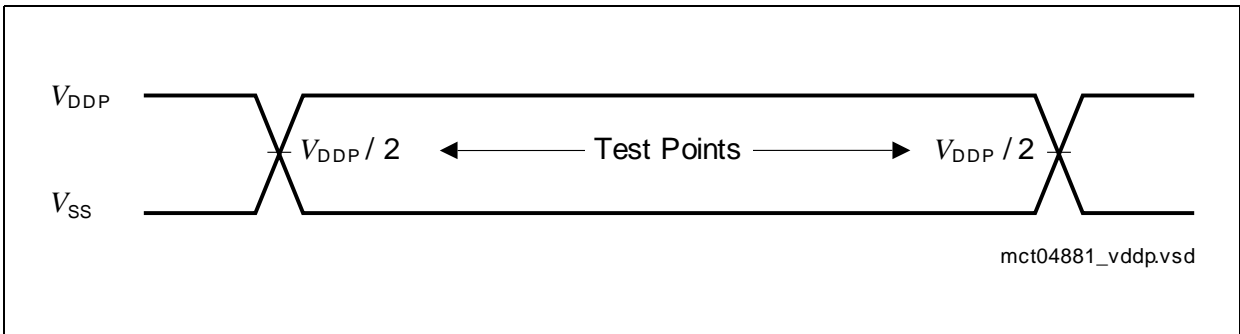 VDDP
VDDP / 2 Test Points VDDP / 2
VSS
mct04881_vddp.vsd